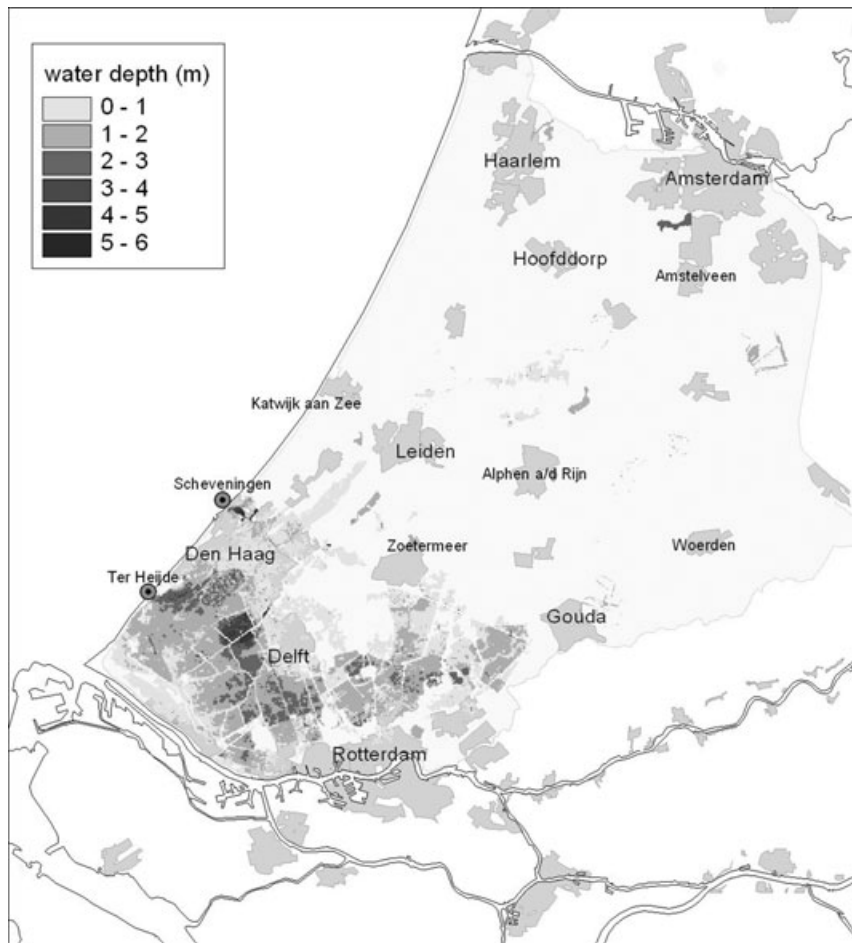 water depth (m)
0 - 1
1 - 2
2 - 3
3 - 4
4 - 5
5 - 6
Haarlem
Amsterdam
Hoofddorp
Amstelveen
Katwijk aan Zee
Leiden
Alphen a/d Rijn
Scheveningen
Den Haag
Zoetermeer
Woerden
Ter Heijde
Gouda
Delft
Rotterdam